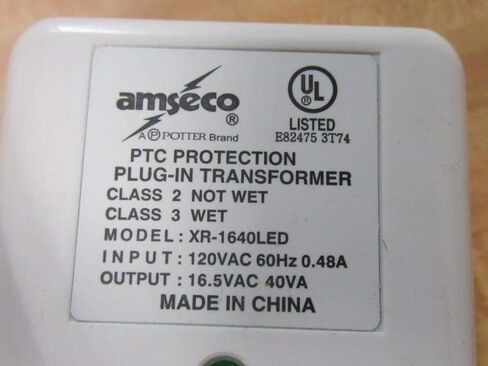 amseco ®
A P POTTER Brand
UL ®
LISTED
E82475 3T74
PTC PROTECTION
PLUG-IN TRANSFORMER
CLASS 2 NOT WET
CLASS 3 WET
MODEL: XR-1640LED
INPUT: 120VAC 60Hz 0.48A
OUTPUT: 16.5VAC 40VA
MADE IN CHINA